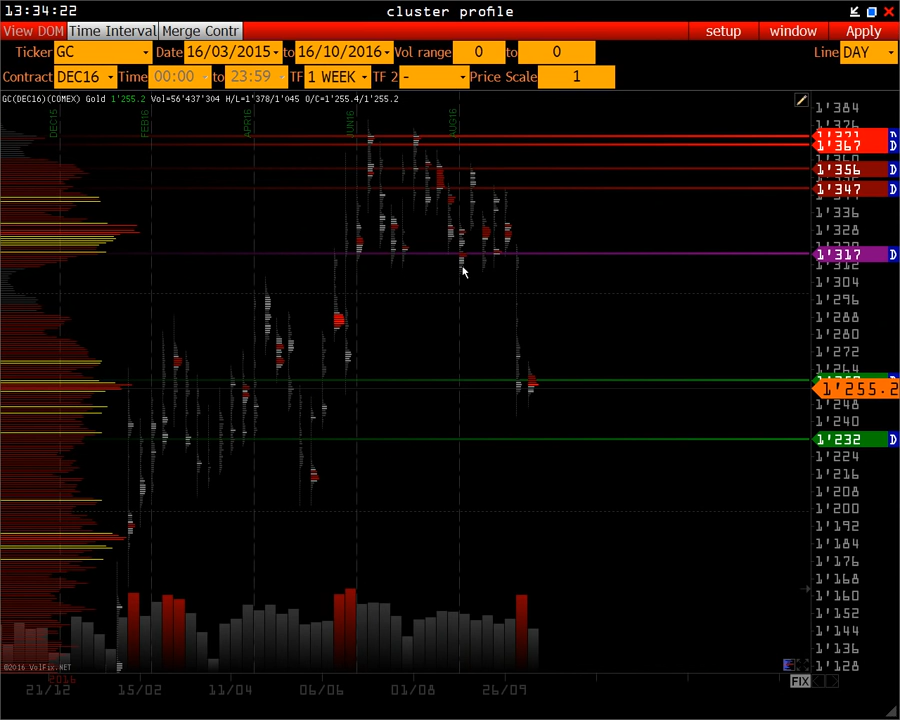 13:34:22 cluster profile
View DOM Time Interval Merge Contr setup window Apply
Ticker GC Date 16/03/2015 to 16/10/2016 Vol range 0 to 0 Line DAY
Contract DEC16 Time 00:00 to 23:59 TF 1 WEEK TF 2 - Price Scale 1
GC(DEC16)(COMEX) Gold 1'255.2 Vol=56'437'304 H/L=1'378/1'045 O/C=1'255.4/1'255.2
DEC15 FEB16 APR16 JUN16 AUG16
1'384
1'376
1'371 D
1'367 D
1'356 D
1'347 D
1'336
1'328
1'317 D
1'312
1'304
1'296
1'288
1'280
1'272
1'264
D
1'255.2
1'248
1'240
1'232 D
1'224
1'216
1'208
1'200
1'192
1'184
1'176
1'168
1'160
1'152
1'144
1'136
1'128
©2016 VolFix.NET
2016 FIX
21/12 15/02 11/04 06/06 01/08 26/09